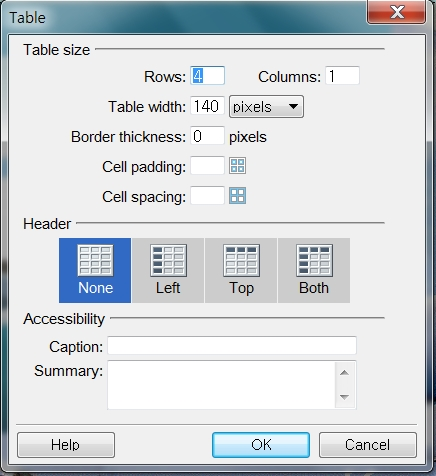 Table
Table size
Rows: 4 Columns: 1
Table width: 140 pixels
Border thickness: 0 pixels
Cell padding:
Cell spacing:
Header
None Left Top Both
Accessibility
Caption:
Summary:
Help OK Cancel